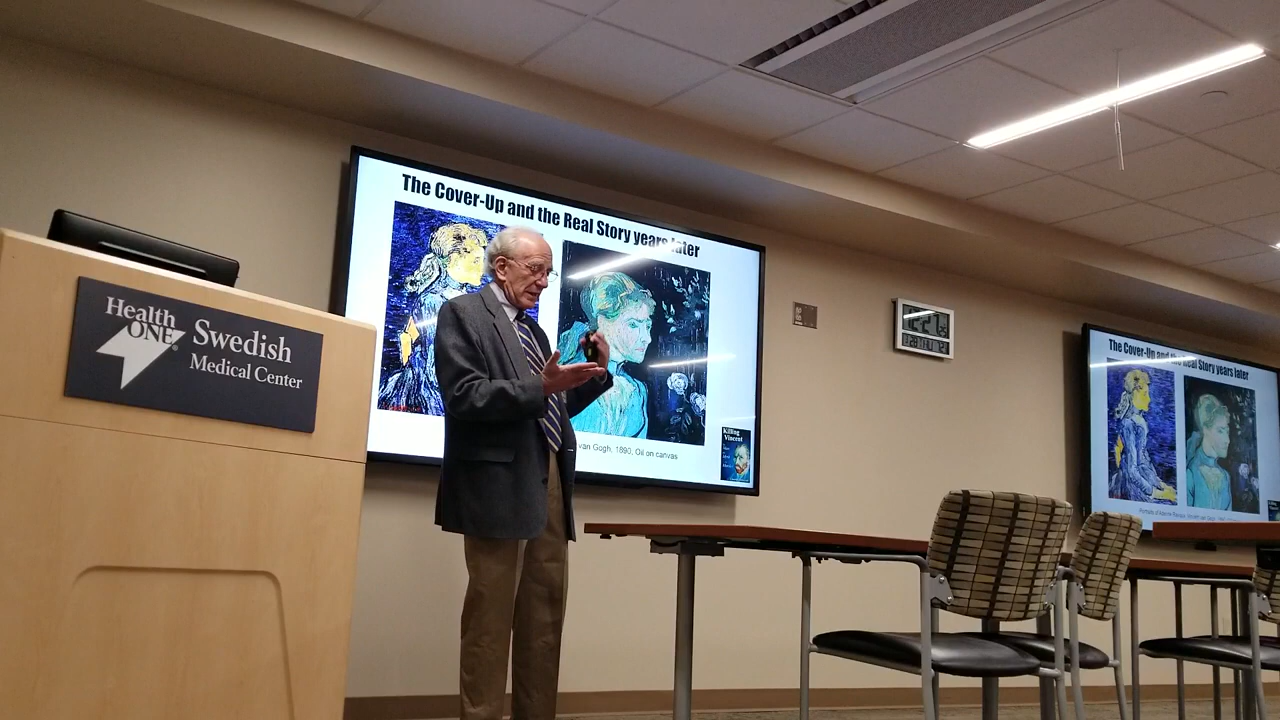 Health
ONE®
Swedish
Medical Center
The Cover-Up and the Real Story years later
van Gogh, 1890, Oil on canvas
Killing
Vincent
The Cover-Up and the Real Story years later